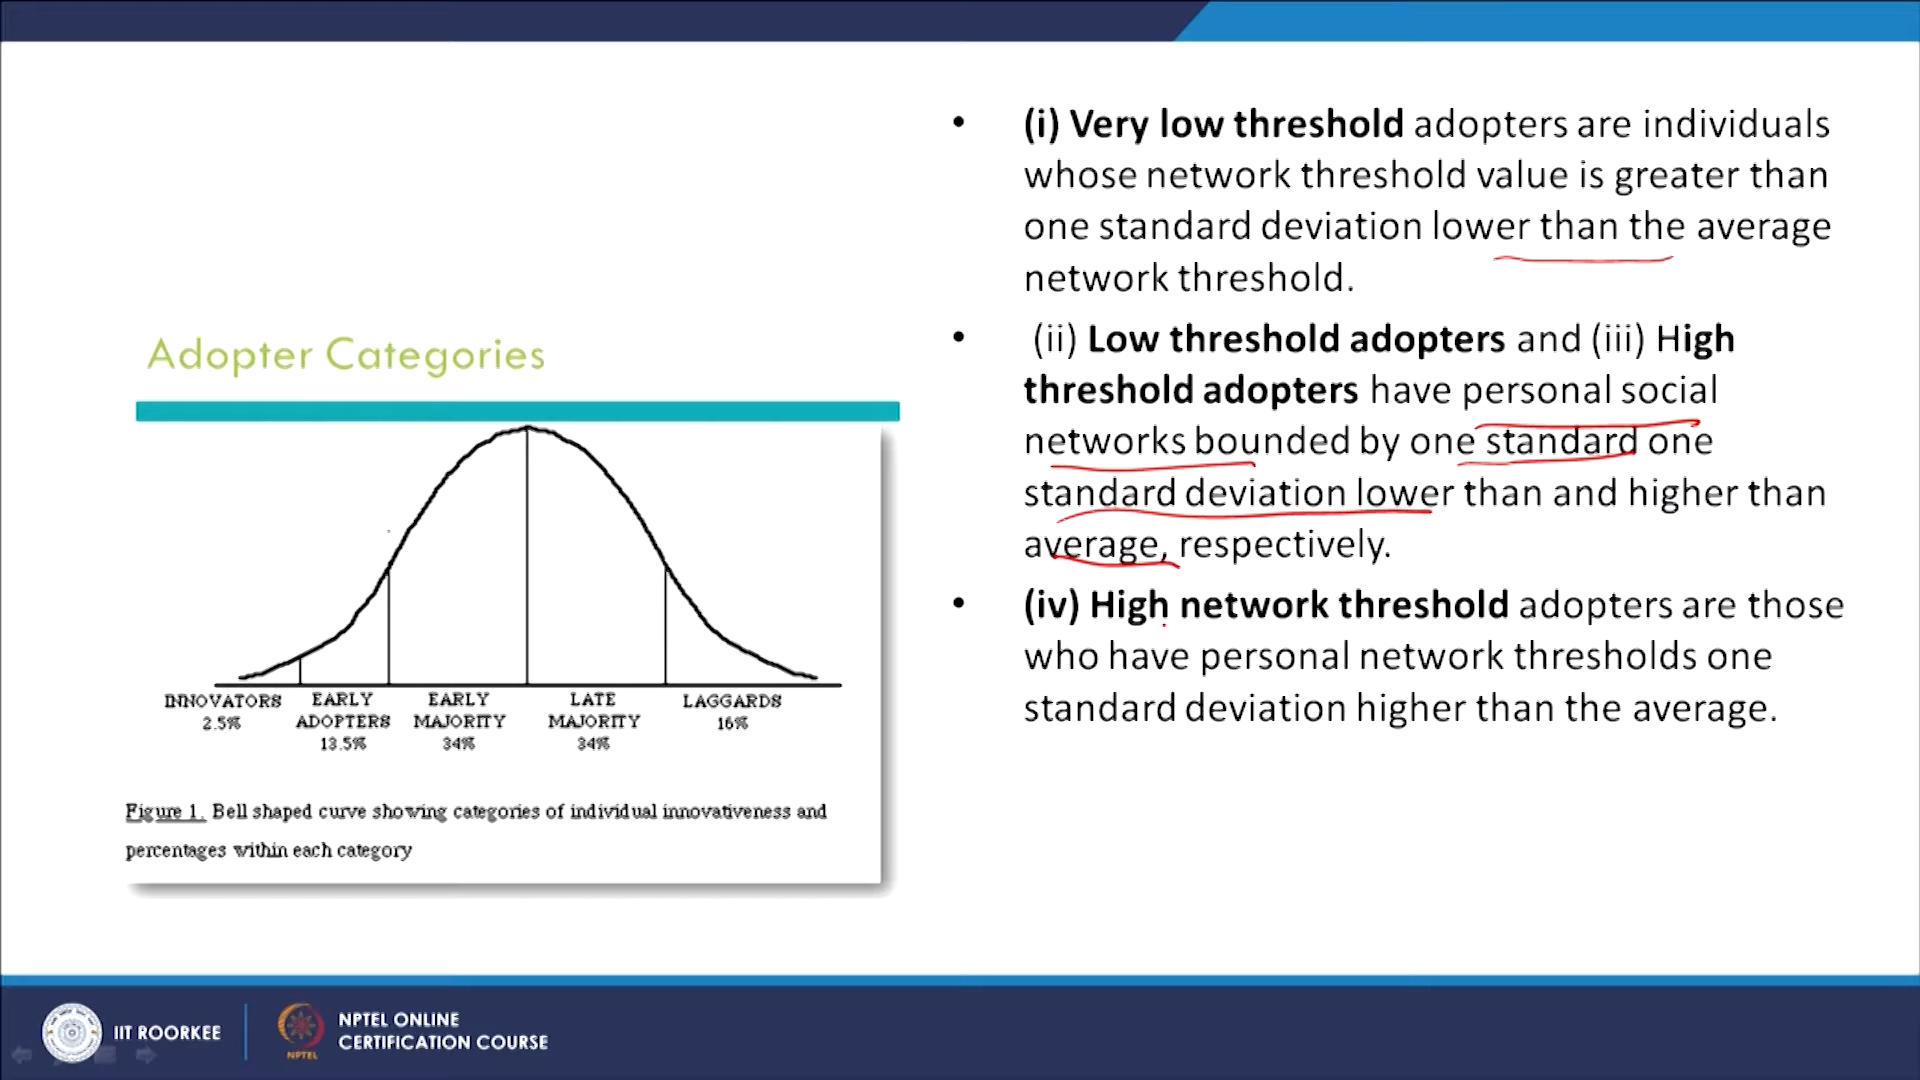 Adopter Categories
INNOVATORS
2.5%
EARLY
ADOPTERS
13.5%
EARLY
MAJORITY
34%
LATE
MAJORITY
34%
LAGGARDS
16%
Figure 1. Bell shaped curve showing categories of individual innovativeness and
percentages within each category
• (i) Very low threshold adopters are individuals
whose network threshold value is greater than
one standard deviation lower than the average
network threshold.
• (ii) Low threshold adopters and (iii) High
threshold adopters have personal social
networks bounded by one standard one
standard deviation lower than and higher than
average, respectively.
• (iv) High network threshold adopters are those
who have personal network thresholds one
standard deviation higher than the average.
IIT ROORKEE
NPTEL
NPTEL ONLINE
CERTIFICATION COURSE